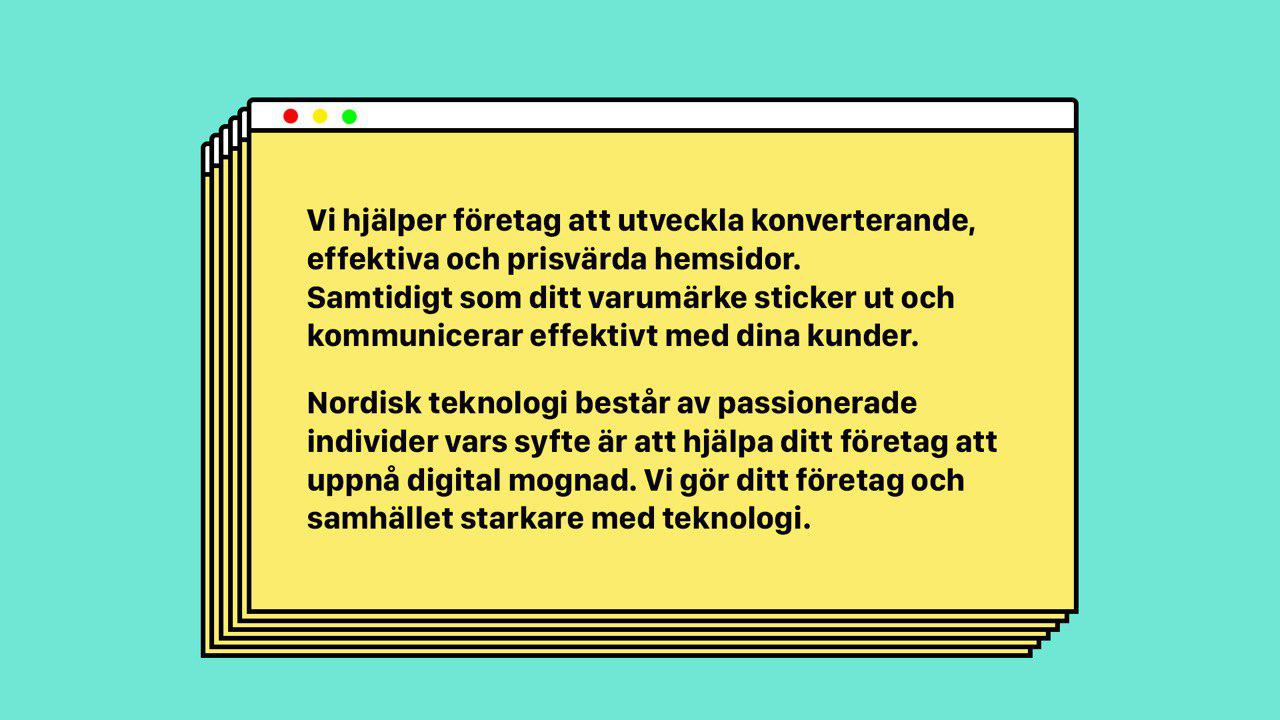 Vi hjälper företag att utveckla konverterande,
effektiva och prisvärda hemsidor.
Samtidigt som ditt varumärke sticker ut och
kommunicerar effektivt med dina kunder.
Nordisk teknologi består av passionerade
individer vars syfte är att hjälpa ditt företag att
uppnå digital mognad. Vi gör ditt företag och
samhället starkare med teknologi.